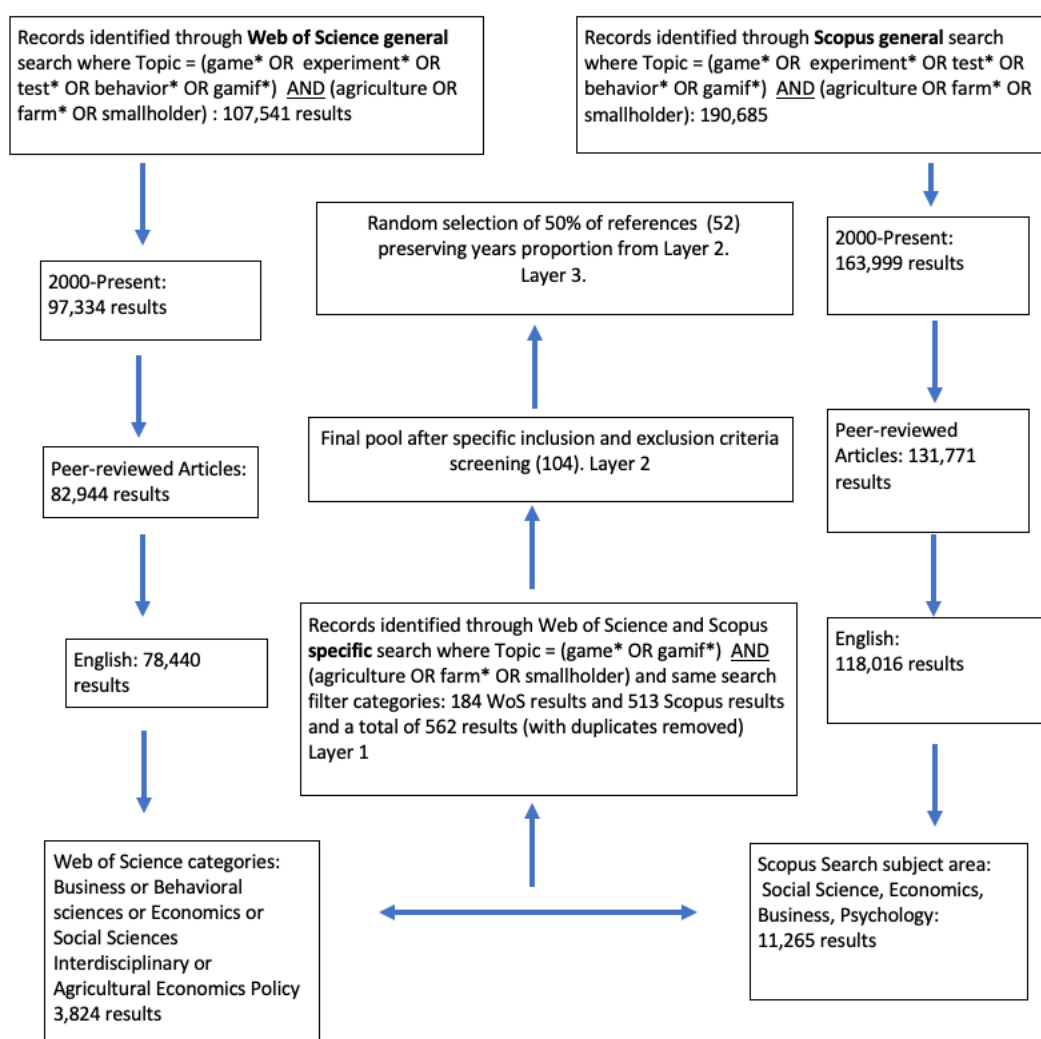 Records identified through Web of Science general
search where Topic = (game* OR experiment* OR
test* OR behavior* OR gamif*) AND (agriculture OR
farm* OR smallholder) : 107,541 results
Records identified through Scopus general search
where Topic = (game* OR experiment* OR test* OR
behavior* OR gamif*) AND (agriculture OR farm* OR
smallholder): 190,685
Random selection of 50% of references (52)
preserving years proportion from Layer 2.
Layer 3.
2000-Present:
97,334 results
2000-Present:
163,999 results
Final pool after specific inclusion and exclusion criteria
screening (104). Layer 2
Peer-reviewed Articles:
82,944 results
Peer-reviewed
Articles: 131,771
results
Records identified through Web of Science and Scopus
specific search where Topic = (game* OR gamif*) AND
(agriculture OR farm* OR smallholder) and same search
filter categories: 184 WoS results and 513 Scopus results
and a total of 562 results (with duplicates removed)
Layer 1
English: 78,440
results
English:
118,016 results
Web of Science categories:
Business or Behavioral
sciences or Economics or
Social Sciences
Interdisciplinary or
Agricultural Economics Policy
3,824 results
Scopus Search subject area:
Social Science, Economics,
Business, Psychology:
11,265 results